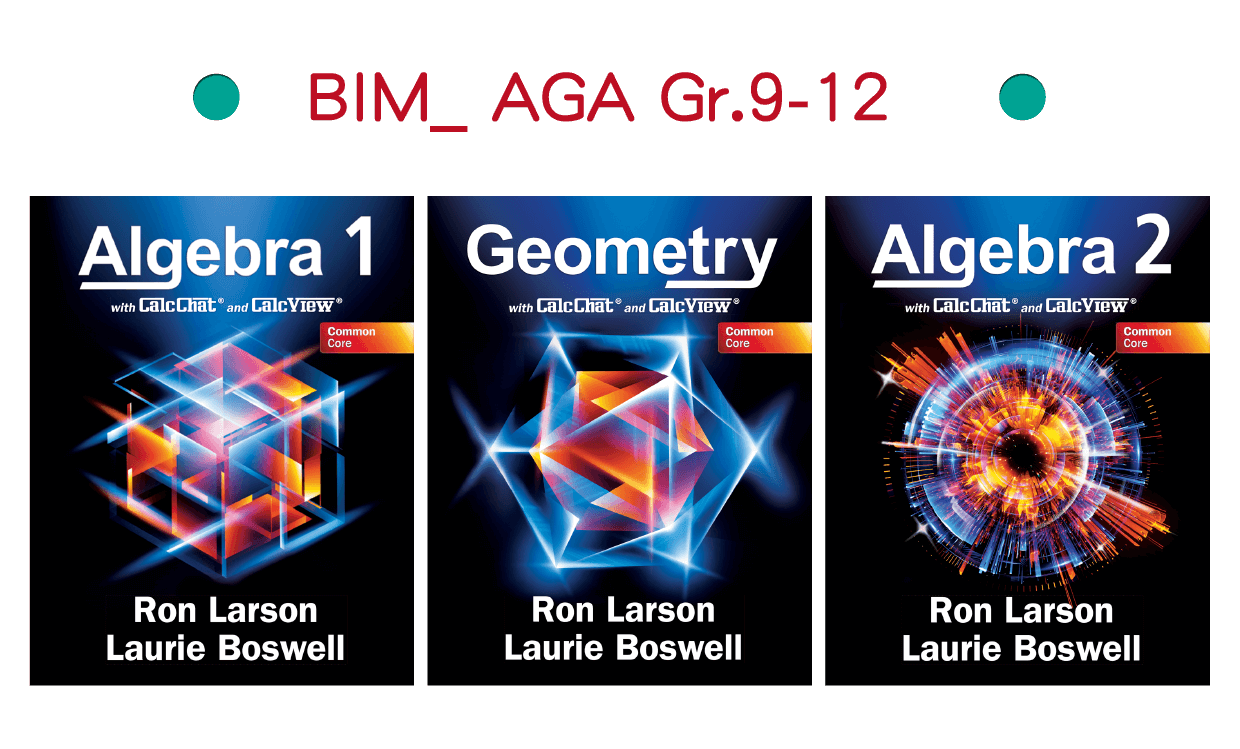 BIM_ AGA Gr.9-12
Algebra 1
with CalcChat® and CalcView®
Common
Core
Ron Larson
Laurie Boswell
Geometry
with CalcChat® and CalcView®
Common
Core
Ron Larson
Laurie Boswell
Algebra 2
with CalcChat® and CalcView®
Common
Core
Ron Larson
Laurie Boswell